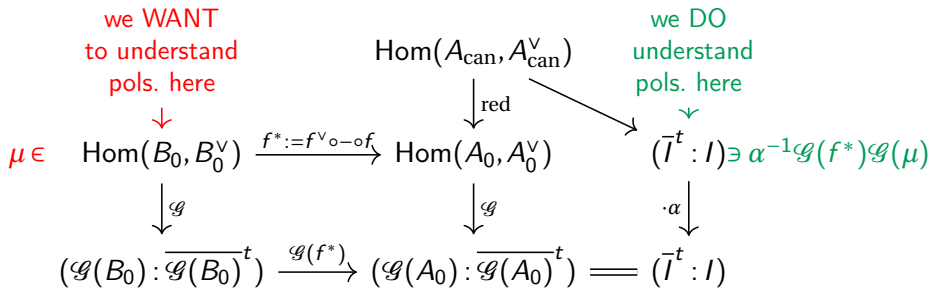 we WANT
to understand
pols. here
we DO
understand
pols. here
Hom(A_can, A_can^∨)
red
μ ∈ Hom(B_0, B_0^∨) f^* := f^∨ ∘ − ∘ f Hom(A_0, A_0^∨) (I̅^t : I) ∋ α^{-1}𝒢(f^*)𝒢(μ)
𝒢 𝒢 ·α
(𝒢(B_0) : \overline{𝒢(B_0)}^t) 𝒢(f^*) (𝒢(A_0) : \overline{𝒢(A_0)}^t) = (I̅^t : I)